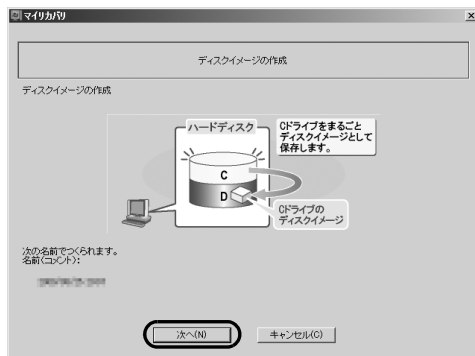 マイリカバリ
ディスクイメージの作成
ディスクイメージの作成
ハードディスク
Cドライブをまるごと
ディスクイメージとして
保存します。
C
D
Cドライブの
ディスクイメージ
次の名前でつくられます。
名前(コメント):
次へ(N)
キャンセル(C)